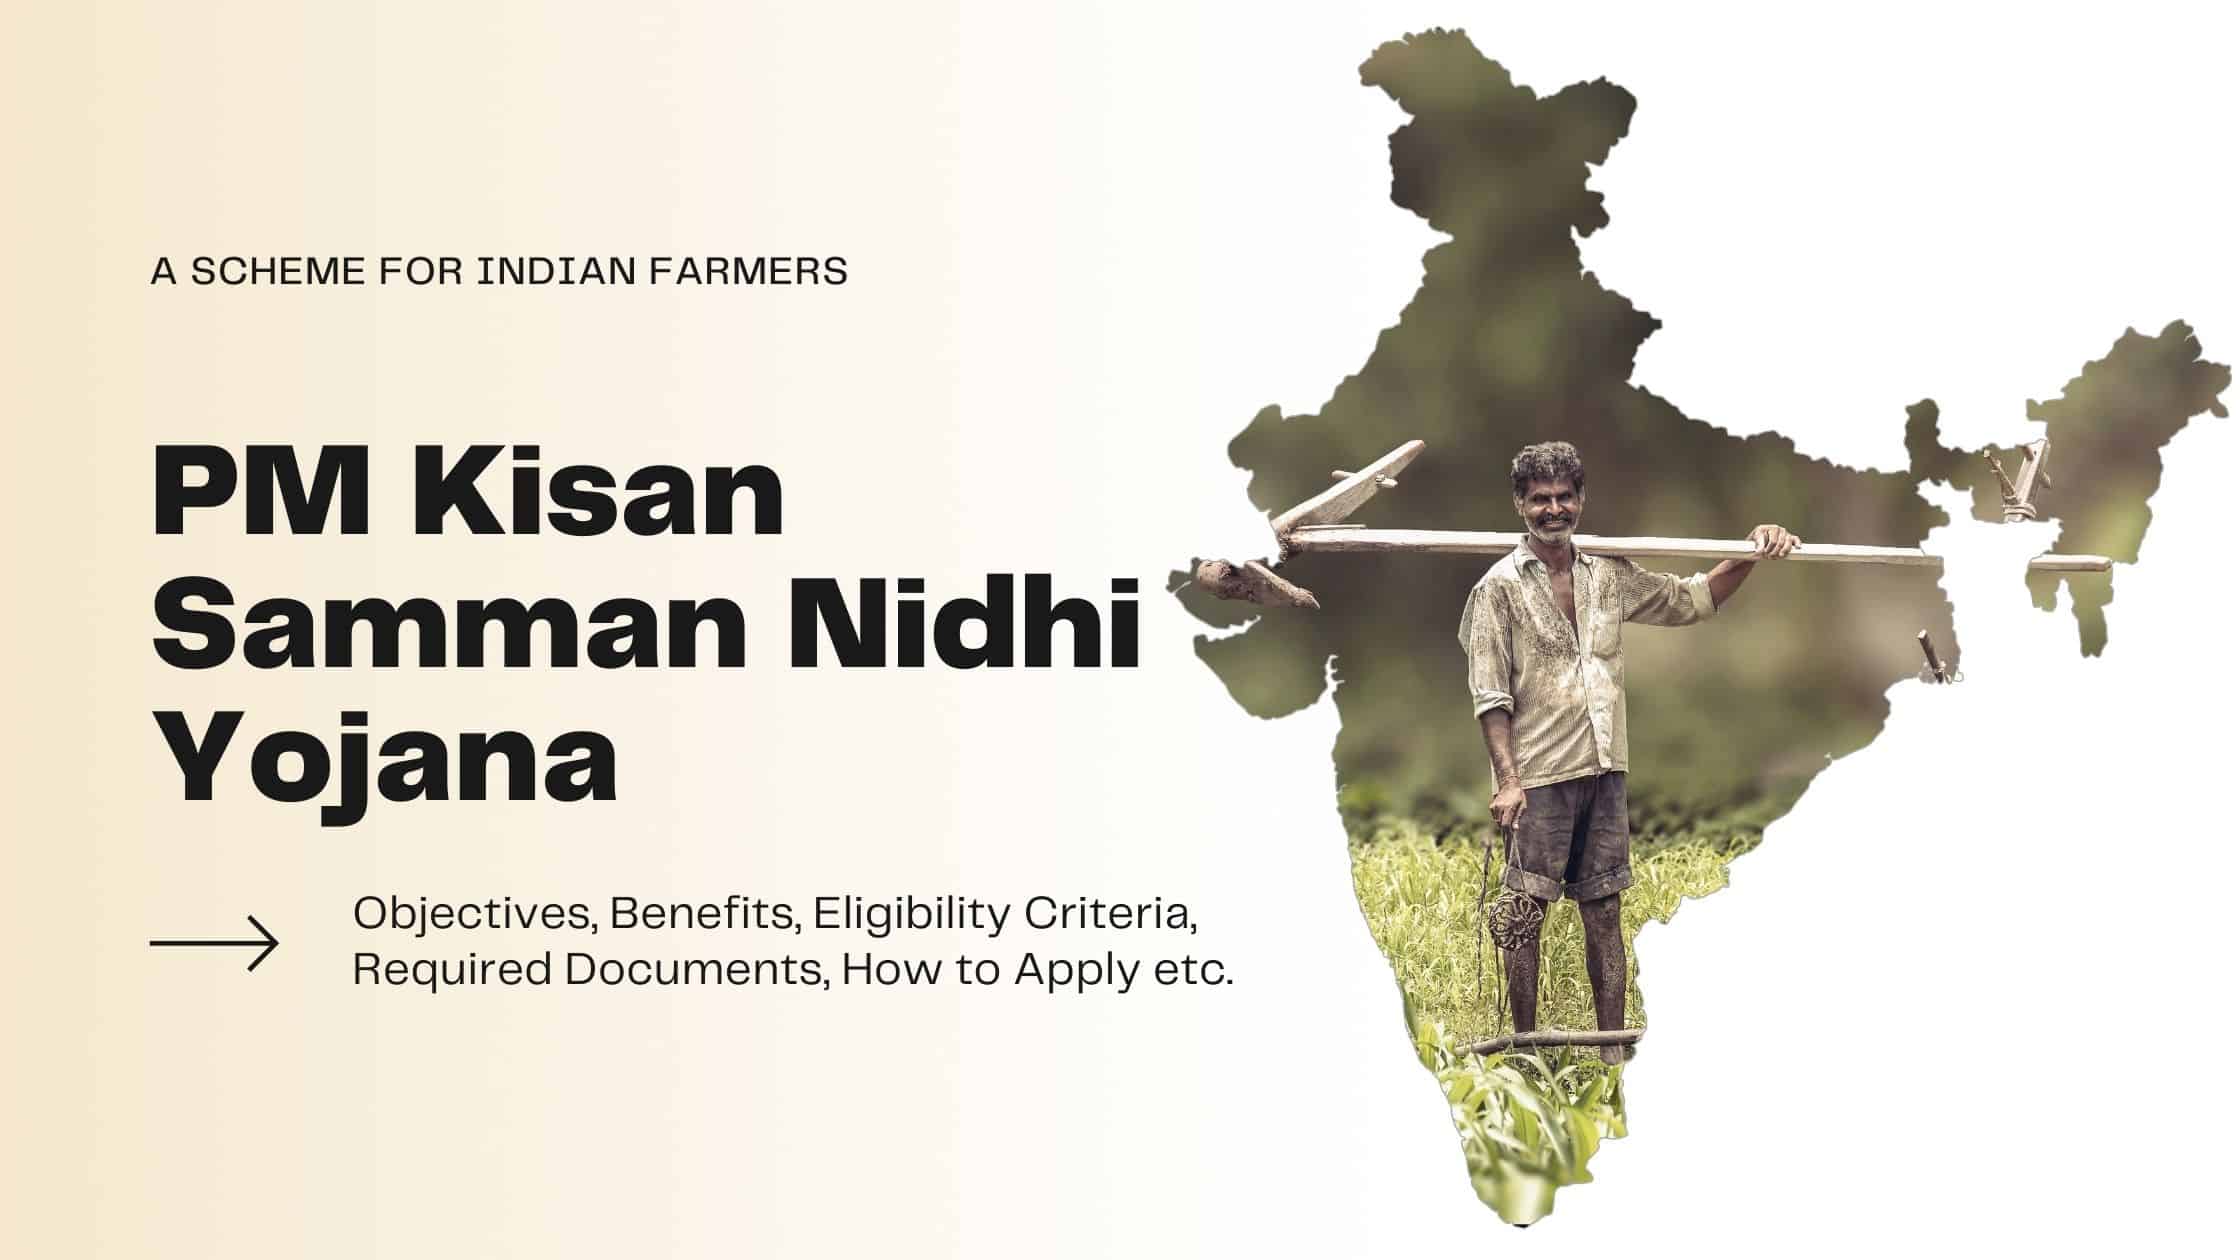 A SCHEME FOR INDIAN FARMERS
PM Kisan
Samman Nidhi
Yojana
Objectives, Benefits, Eligibility Criteria,
Required Documents, How to Apply etc.